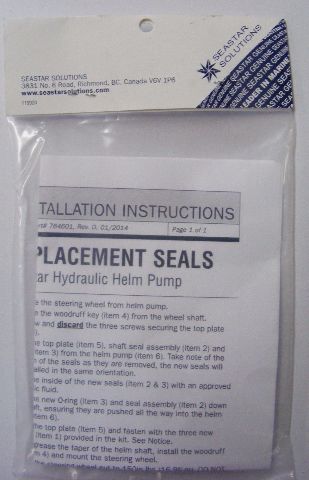 SEASTAR SOLUTIONS
3831 No. 6 Road, Richmond, BC, Canada V6V 1P6
www.seastarsolutions.com
SEASTAR
SOLUTIONS
TALLATION INSTRUCTIONS
rt# 764601, Rev. D, 01/2014 Page 1 of 1
PLACEMENT SEALS
ar Hydraulic Helm Pump
e the steering wheel from helm pump.
e the woodruff key (item 4) from the wheel shaft.
w and discard the three screws securing the top plate
).
e top plate (item 5), shaft seal assembly (item 2) and
item 3) from the helm pump (item 6). Take note of the
n of the seals as they are removed, the new seals will
alled in the same orientation.
e inside of the new seals (item 2 & 3) with an approved
ic fluid.
e new O-ring (item 3) and seal assembly (item 2) down
ft, ensuring they are pushed all the way into the helm
item 6).
the top plate (item 5) and fasten with the three new
(item 1) provided in the kit. See Notice.
grease the taper of the helm shaft, install the woodruff
m 4) and mount the steering wheel.